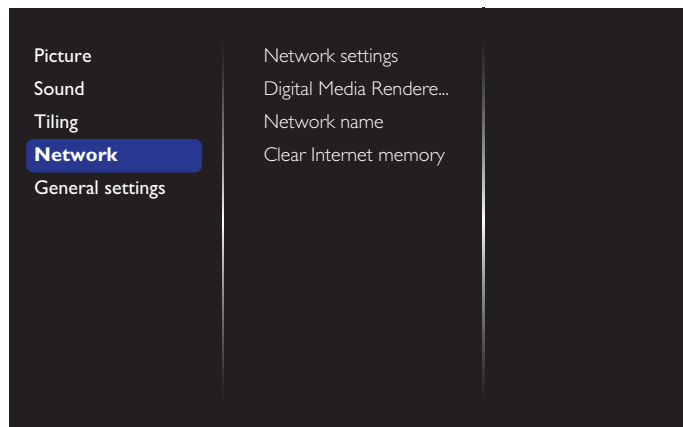 Picture
Sound
Tiling
Network
General settings
Network settings
Digital Media Rendere...
Network name
Clear Internet memory